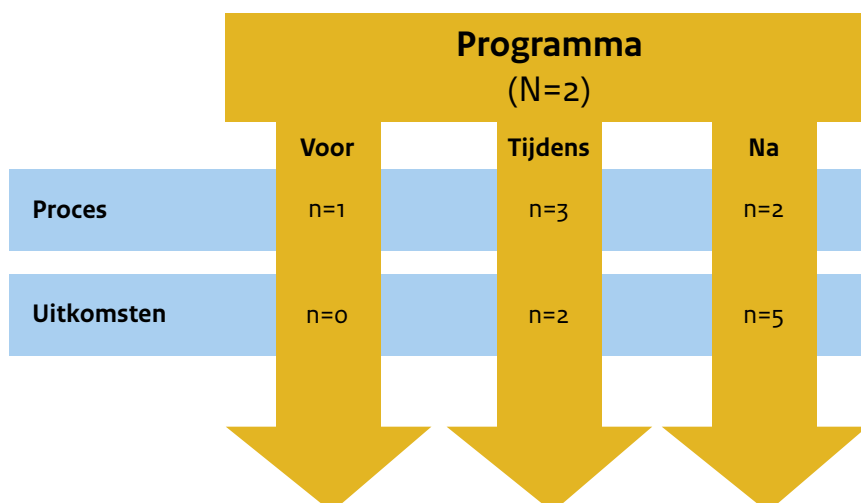 Programma
(N=2)
Voor Tijdens Na
Proces n=1 n=3 n=2
Uitkomsten n=0 n=2 n=5